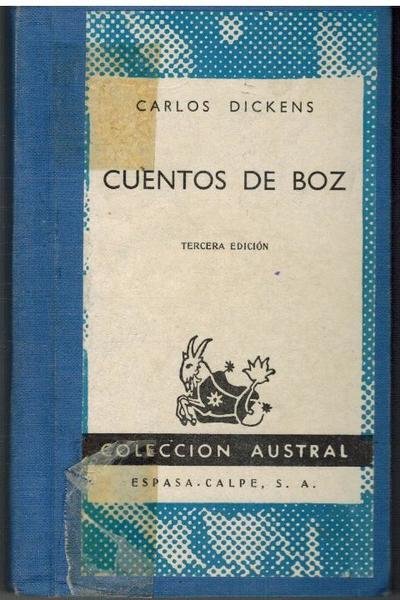 CARLOS DICKENS
CUENTOS DE BOZ
TERCERA EDICIÓN
COLECCION AUSTRAL
ESPASA-CALPE, S. A.